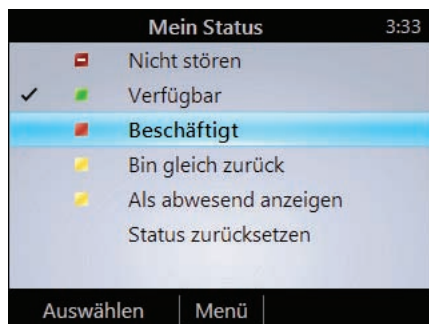 Mein Status 3:33
Nicht stören
Verfügbar
Beschäftigt
Bin gleich zurück
Als abwesend anzeigen
Status zurücksetzen
Auswählen Menü